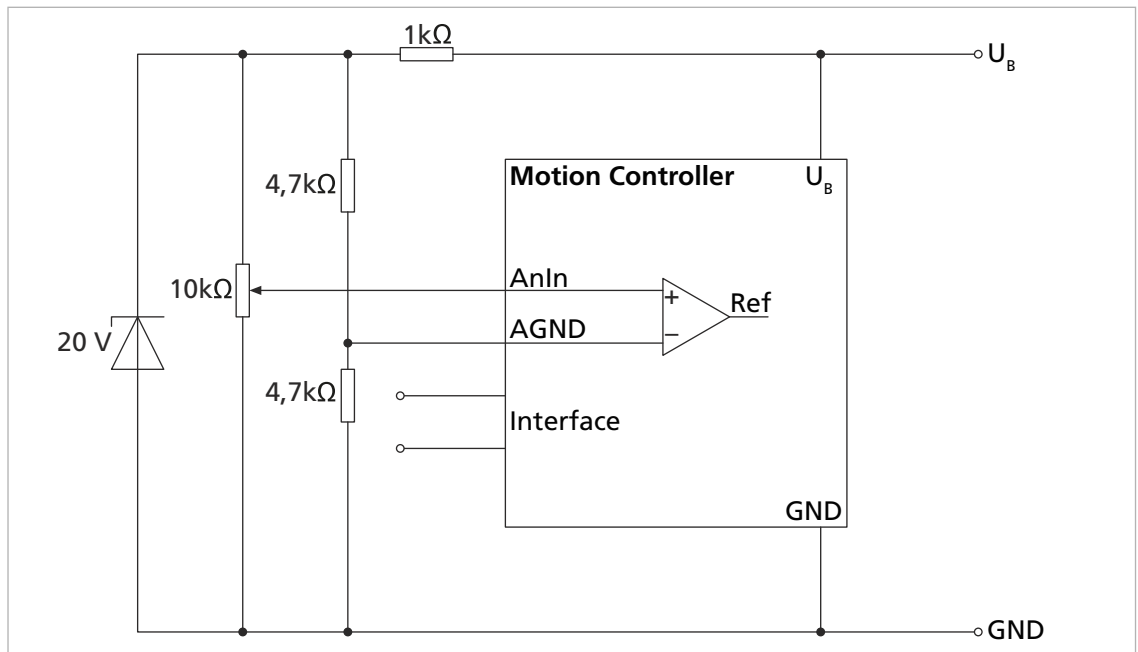 1kΩ
U_B
4,7kΩ
Motion Controller
U_B
10kΩ
AnIn
+
Ref
20 V
AGND
−
4,7kΩ
Interface
GND
GND